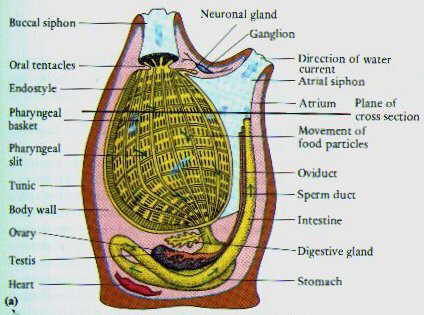 Buccal siphon
Oral tentacles
Endostyle
Pharyngeal
basket
Pharyngeal
slit
Tunic
Body wall
Ovary
Testis
Heart
(a)
Neuronal gland
Ganglion
Direction of water
current
Atrial siphon
Atrium
Plane of
cross section
Movement of
food particles
Oviduct
Sperm duct
Intestine
Digestive gland
Stomach